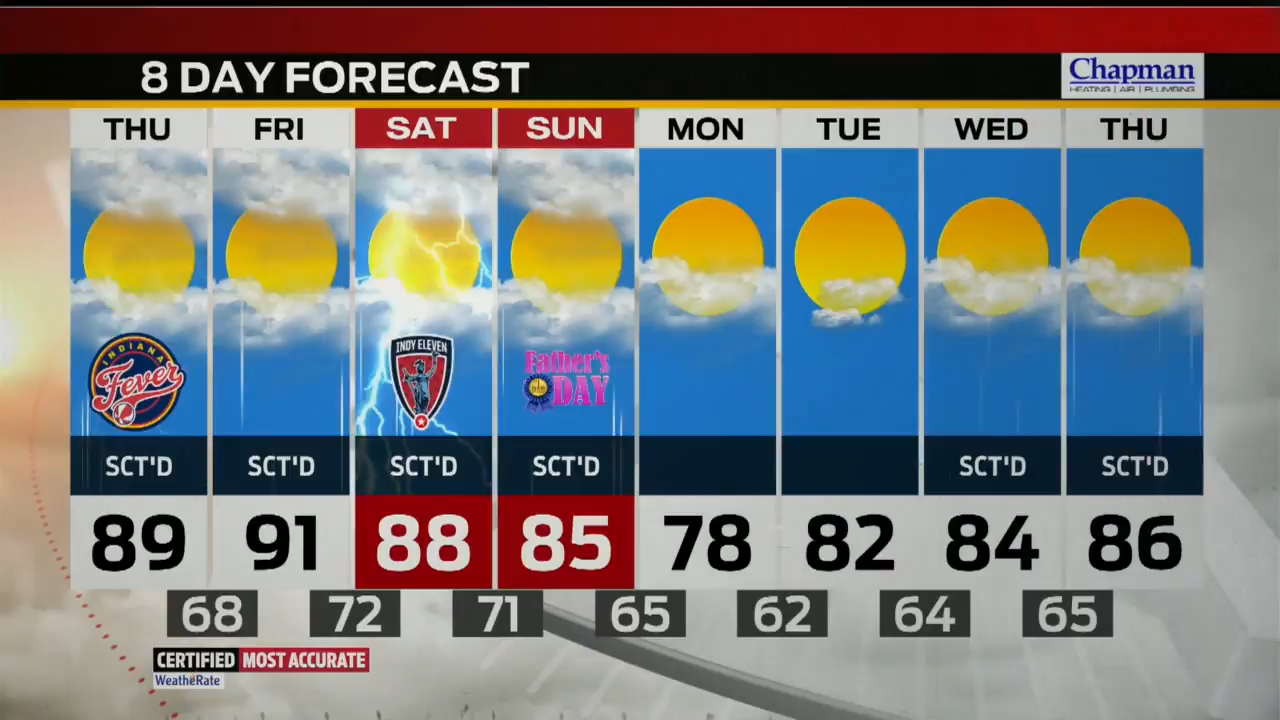 8 DAY FORECAST
Chapman
HEATING | AIR | PLUMBING
THU FRI SAT SUN MON TUE WED THU
INDIANA
Fever
INDY ELEVEN
Father's
#1
DAY
SCT'D SCT'D SCT'D SCT'D SCT'D SCT'D
89 91 88 85 78 82 84 86
68 72 71 65 62 64 65
CERTIFIED MOST ACCURATE
WeatheRate